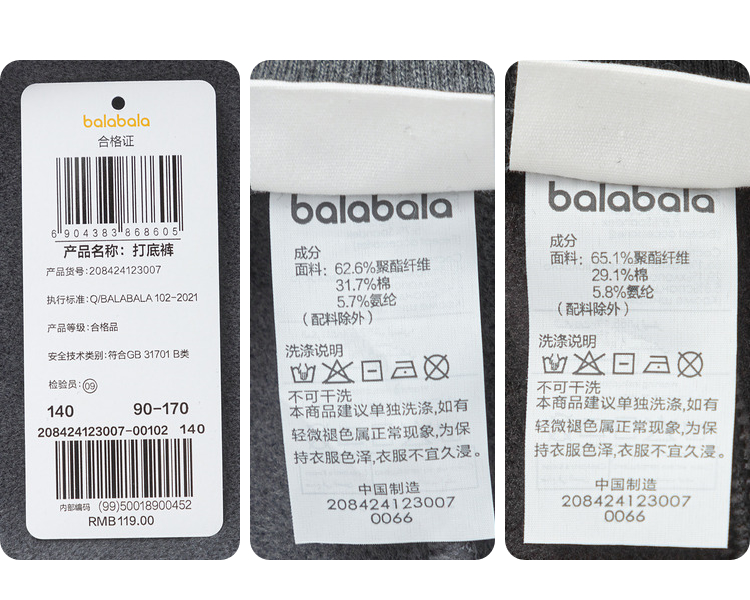 balabala
合格证
6 904383 868605
产品名称：打底裤
产品货号:208424123007
执行标准:Q/BALABALA 102-2021
产品等级:合格品
安全技术类别:符合GB 31701 B类
检验员:09
140 90-170
208424123007-00102 140
内部编码 (99)50018900452
RMB119.00
balabala
成分
面料：62.6%聚酯纤维
31.7%棉
5.7%氨纶
（配料除外）
洗涤说明
不可干洗
本商品建议单独洗涤,如有
轻微褪色属正常现象,为保
持衣服色泽,衣服不宜久浸。
中国制造
208424123007
0066
balabala
成分
面料：65.1%聚酯纤维
29.1%棉
5.8%氨纶
（配料除外）
洗涤说明
不可干洗
本商品建议单独洗涤,如有
轻微褪色属正常现象,为保
持衣服色泽,衣服不宜久浸。
中国制造
208424123007
0066